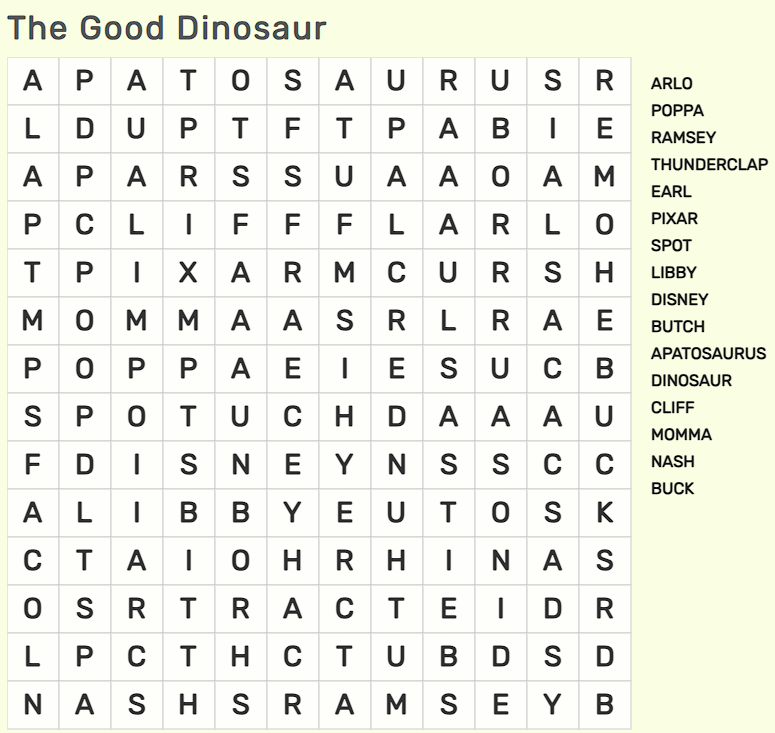 The Good Dinosaur
A P A T O S A U R U S R
L D U P T F T P A B I E
A P A R S S U A A O A M
P C L I F F F L A R L O
T P I X A R M C U R S H
M O M M A A S R L R A E
P O P P A E I E S U C B
S P O T U C H D A A A U
F D I S N E Y N S S C C
A L I B B Y E U T O S K
C T A I O H R H I N A S
O S R T R A C T E I D R
L P C T H C T U B D S D
N A S H S R A M S E Y B
ARLO
POPPA
RAMSEY
THUNDERCLAP
EARL
PIXAR
SPOT
LIBBY
DISNEY
BUTCH
APATOSAURUS
DINOSAUR
CLIFF
MOMMA
NASH
BUCK